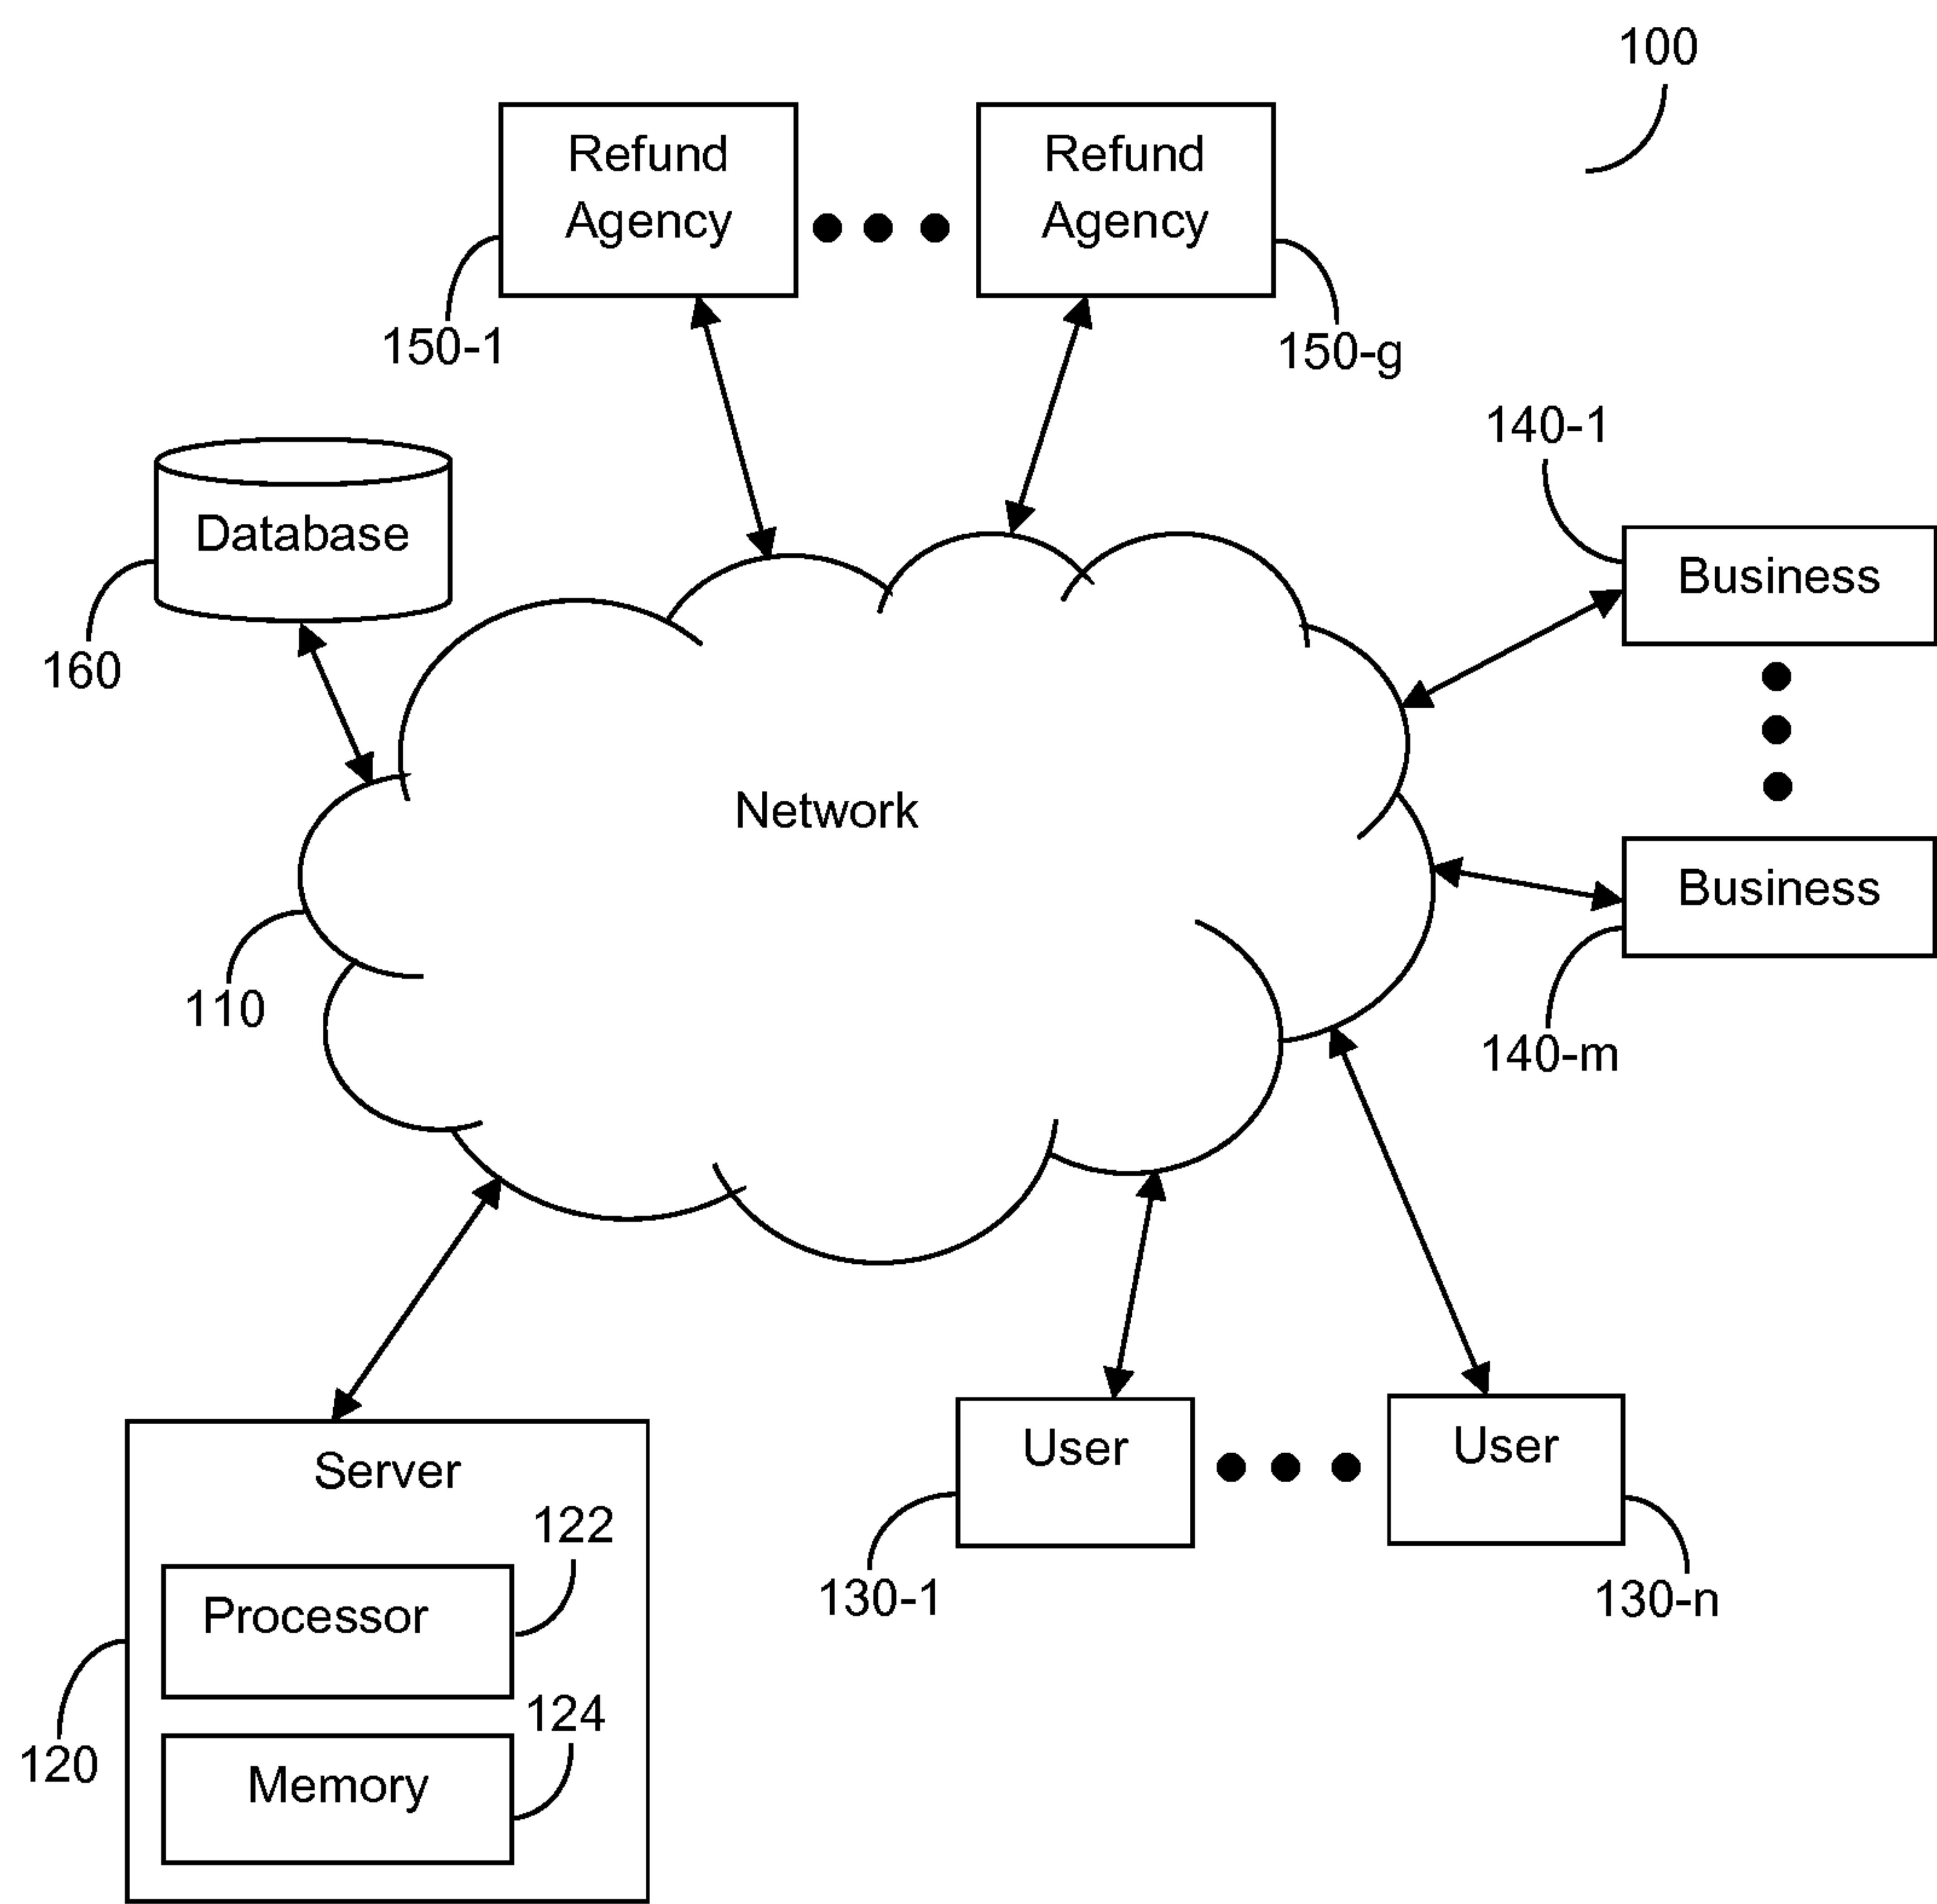 100
Refund
Agency
Refund
Agency
150-1
150-g
140-1
Database
Business
160
Network
Business
110
140-m
Server
User
User
122
Processor
130-1
130-n
124
120
Memory